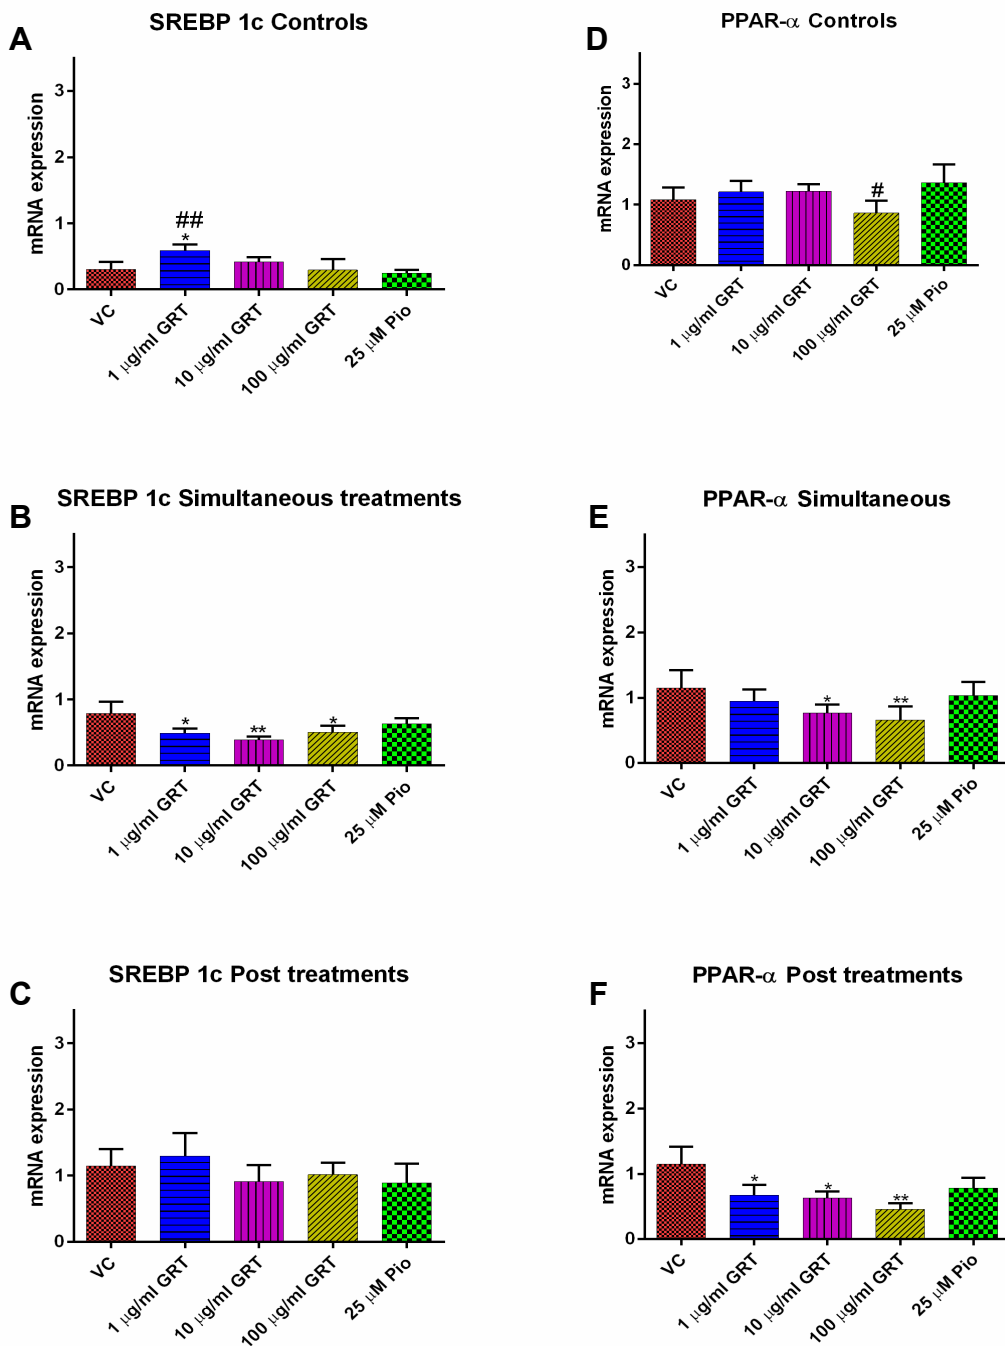 A
SREBP 1c Controls
mRNA expression
3
2
1
0
##
*
VC
1 μg/ml GRT
10 μg/ml GRT
100 μg/ml GRT
25 μM Pio
D
PPAR-α Controls
mRNA expression
3
2
1
0
#
VC
1 μg/ml GRT
10 μg/ml GRT
100 μg/ml GRT
25 μM Pio
B
SREBP 1c Simultaneous treatments
mRNA expression
3
2
1
0
*
**
*
VC
1 μg/ml GRT
10 μg/ml GRT
100 μg/ml GRT
25 μM Pio
E
PPAR-α Simultaneous
mRNA expression
3
2
1
0
*
**
VC
1 μg/ml GRT
10 μg/ml GRT
100 μg/ml GRT
25 μM Pio
C
SREBP 1c Post treatments
mRNA expression
3
2
1
0
VC
1 μg/ml GRT
10 μg/ml GRT
100 μg/ml GRT
25 μM Pio
F
PPAR-α Post treatments
mRNA expression
3
2
1
0
*
*
**
VC
1 μg/ml GRT
10 μg/ml GRT
100 μg/ml GRT
25 μM Pio